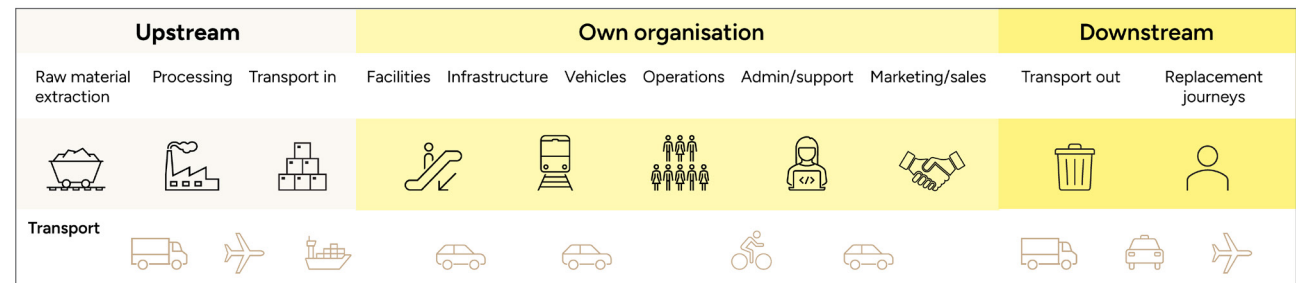 Upstream
Own organisation
Downstream
Raw material
extraction
Processing
Transport in
Facilities
Infrastructure
Vehicles
Operations
Admin/support
Marketing/sales
Transport out
Replacement
journeys
</>
Transport